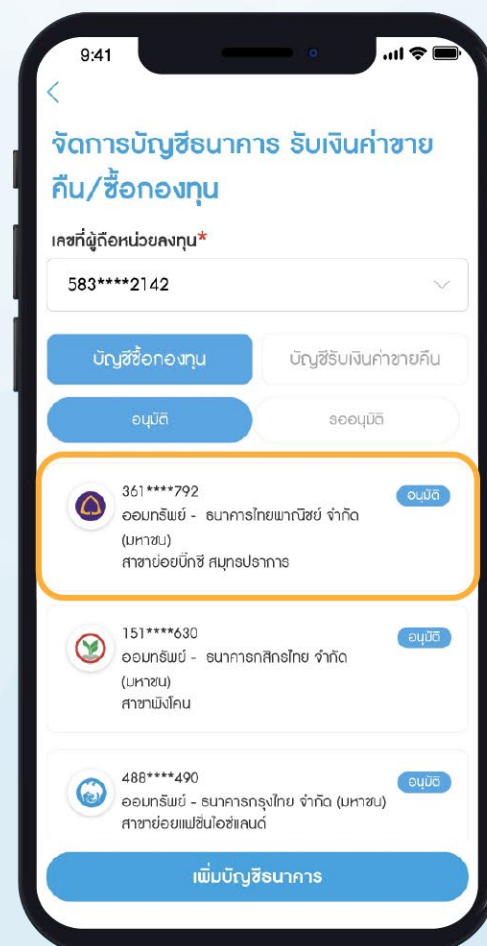 9:41
จัดการบัญชีธนาคาร รับเงินค่าขาย
คืน/ซื้อกองทุน
เลขที่ผู้ถือหน่วยลงทุน*
583****2142
บัญชีซื้อกองทุน
บัญชีรับเงินค่าขายคืน
อนุมัติ
รออนุมัติ
361****792
อนุมัติ
ออมทรัพย์ - ธนาคารไทยพาณิชย์ จำกัด
(มหาชน)
สาขาย่อยบิ๊กซี สมุทรปราการ
151****630
อนุมัติ
ออมทรัพย์ - ธนาคารกสิกรไทย จำกัด
(มหาชน)
สาขาพังโคน
488****490
อนุมัติ
ออมทรัพย์ - ธนาคารกรุงไทย จำกัด (มหาชน)
สาขาย่อยแฟชั่นไอซ์แลนด์
เพิ่มบัญชีธนาคาร